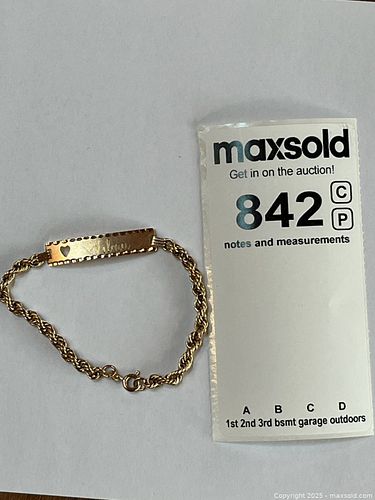 maxsold
Get in on the auction!
842 C
P
notes and measurements
A B C D
1st 2nd 3rd bsmt garage outdoors
Copyright 2025 - maxsold.com